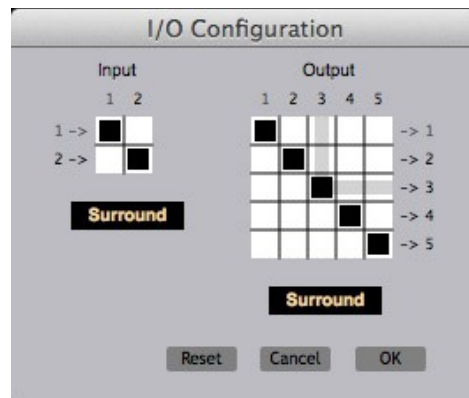 I/O Configuration
Input
1 2
1 ->
2 ->
Surround
Output
1 2 3 4 5
-> 1
-> 2
-> 3
-> 4
-> 5
Surround
Reset Cancel OK